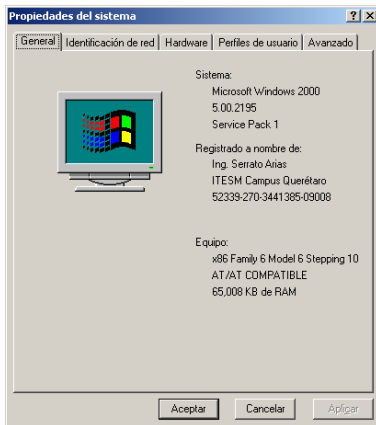 Propiedades del sistema
General Identificación de red Hardware Perfiles de usuario Avanzado
Sistema:
Microsoft Windows 2000
5.00.2195
Service Pack 1
Registrado a nombre de:
Ing. Serrato Arias
ITESM Campus Querétaro
52339-270-3441385-09008
Equipo:
x86 Family 6 Model 6 Stepping 10
AT/AT COMPATIBLE
65,008 KB de RAM
Aceptar Cancelar Aplicar